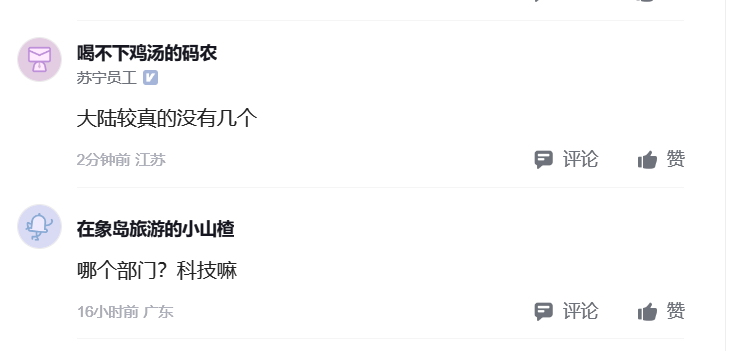 喝不下鸡汤的码农
苏宁员工 V
大陆较真的没有几个
2分钟前 江苏 评论 赞
在象岛旅游的小山楂
哪个部门？科技嘛
16小时前 广东 评论 赞